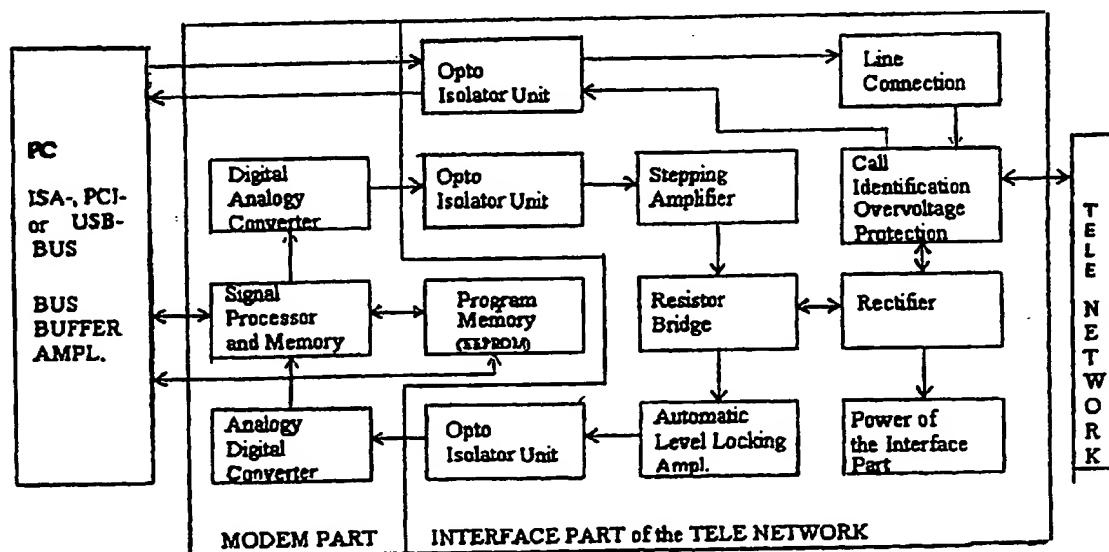 PC
ISA-, PCI-
or USB-
BUS
BUS
BUFFER
AMPL.
Opto
Isolator Unit
Line
Connection
Digital
Analogy
Converter
Opto
Isolator Unit
Stepping
Amplifier
Call
Identification
Overvoltage
Protection
Signal
Processor
and Memory
Program
Memory
(EEPROM)
Resistor
Bridge
Rectifier
Analogy
Digital
Converter
Opto
Isolator Unit
Automatic
Level Locking
Ampl.
Power of
the Interface
Part
MODEM PART
INTERFACE PART of the TELE NETWORK
TELE NETWORK